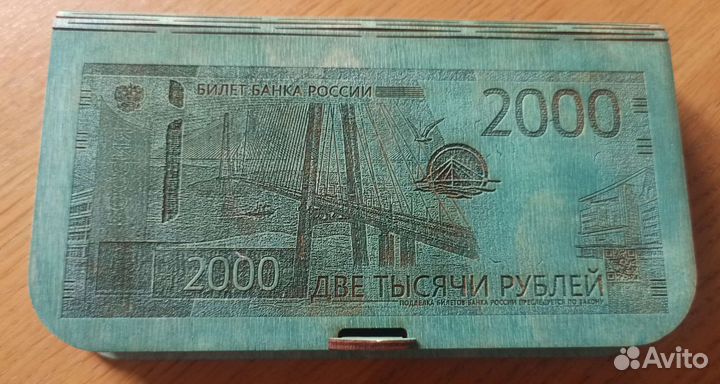 БИЛЕТ БАНКА РОССИИ
2000
2000
ДВЕ ТЫСЯЧИ РУБЛЕЙ
ПОДДЕЛКА БИЛЕТОВ БАНКА РОССИИ ПРЕСЛЕДУЕТСЯ ПО ЗАКОНУ
Avito